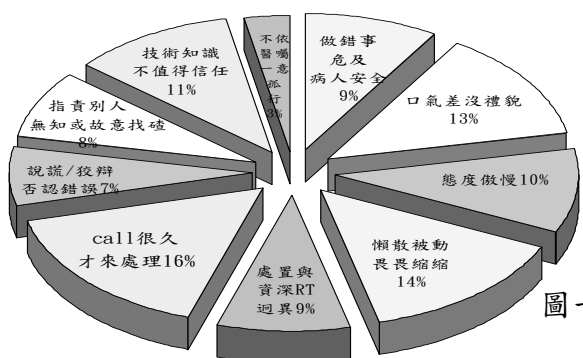 做錯事
危及
病人安全
9%
口氣差沒禮貌
13%
態度傲慢10%
懶散被動
畏畏縮縮
14%
處置與
資深RT
迥異9%
call很久
才來處理16%
說謊/狡辯
否認錯誤7%
指責別人
無知或故意找碴
8%
技術知識
不值得信任
11%
不依
醫囑
一意
孤行
3%
圖一